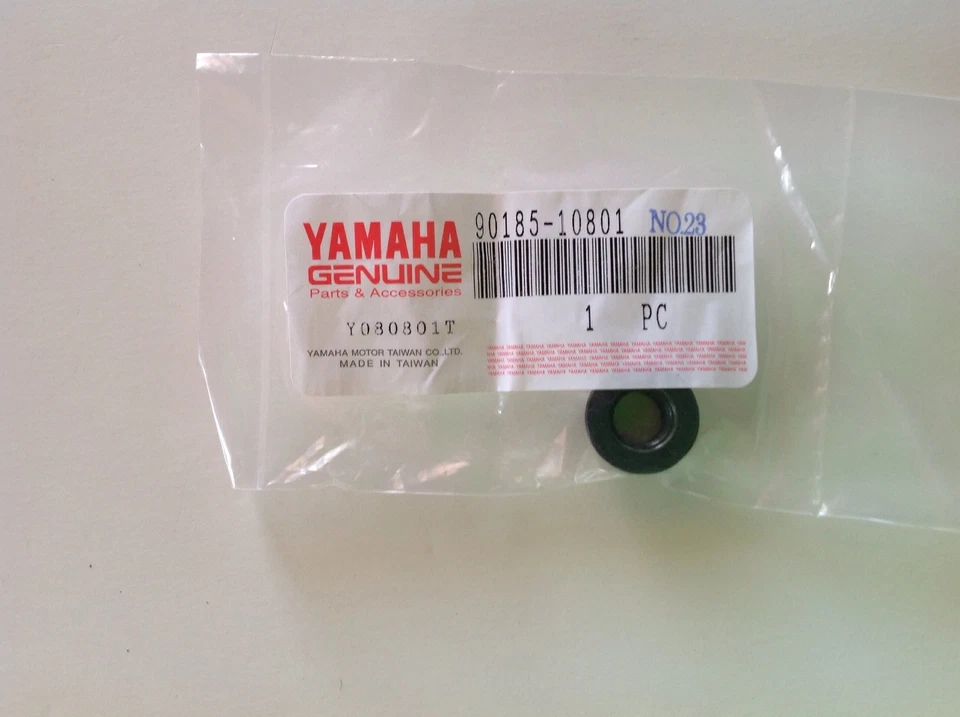 YAMAHA
GENUINE
Parts & Accessories
90185-10801 NO.23
1 PC
Y080801T
YAMAHA MOTOR TAIWAN CO.,LTD.
MADE IN TAIWAN